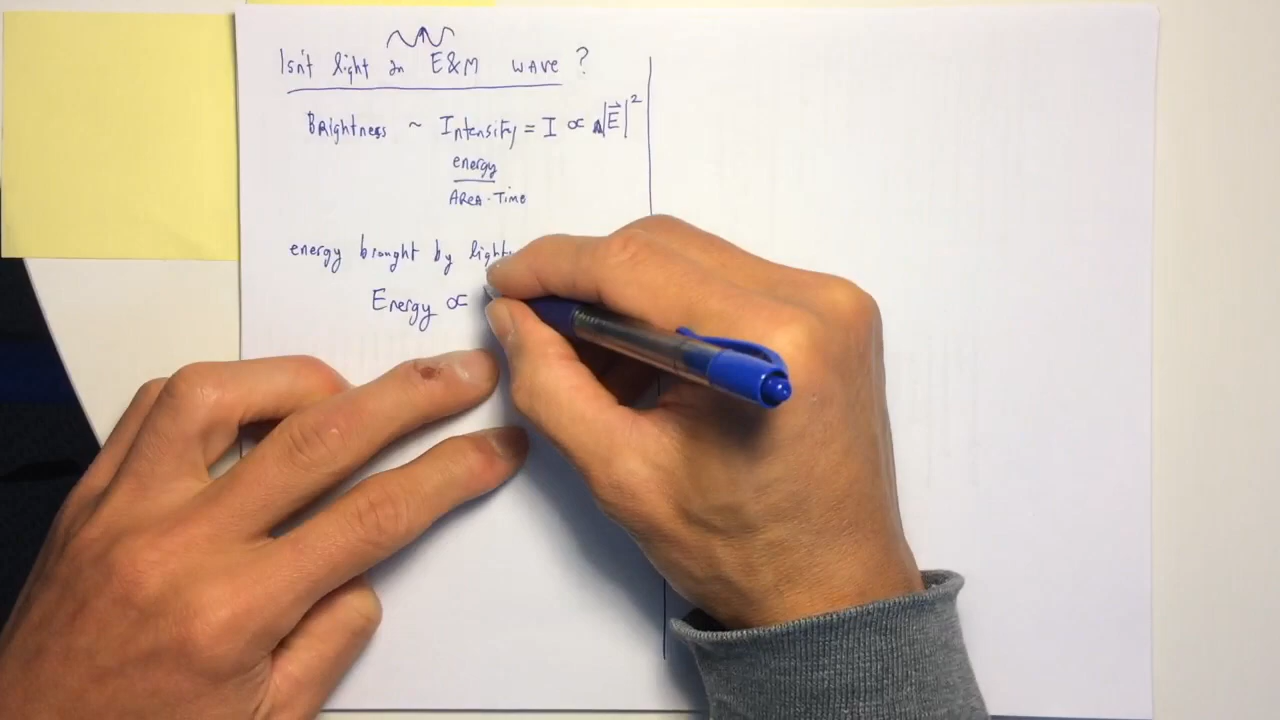 Isn't light an E&M wave ?
Brightness ~ Intensity = I ∝ |E⃗|²
energy
Area · Time
energy brought by light
Energy ∝